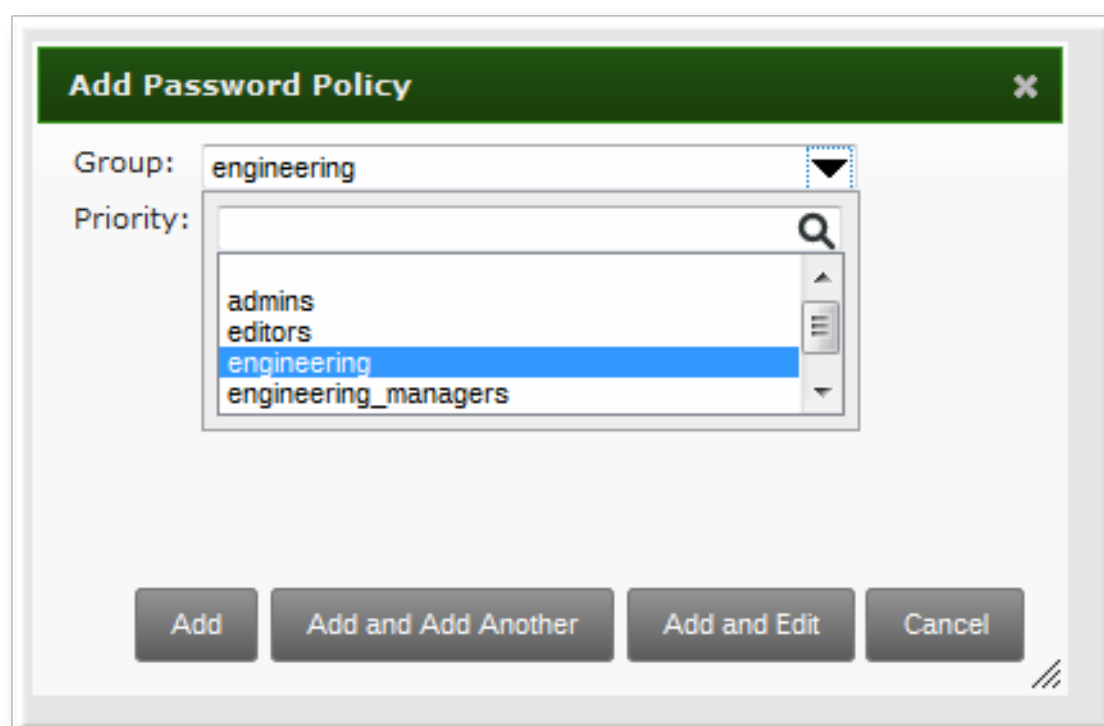 Add Password Policy
Group: engineering
Priority:
admins
editors
engineering
engineering_managers
Add Add and Add Another Add and Edit Cancel